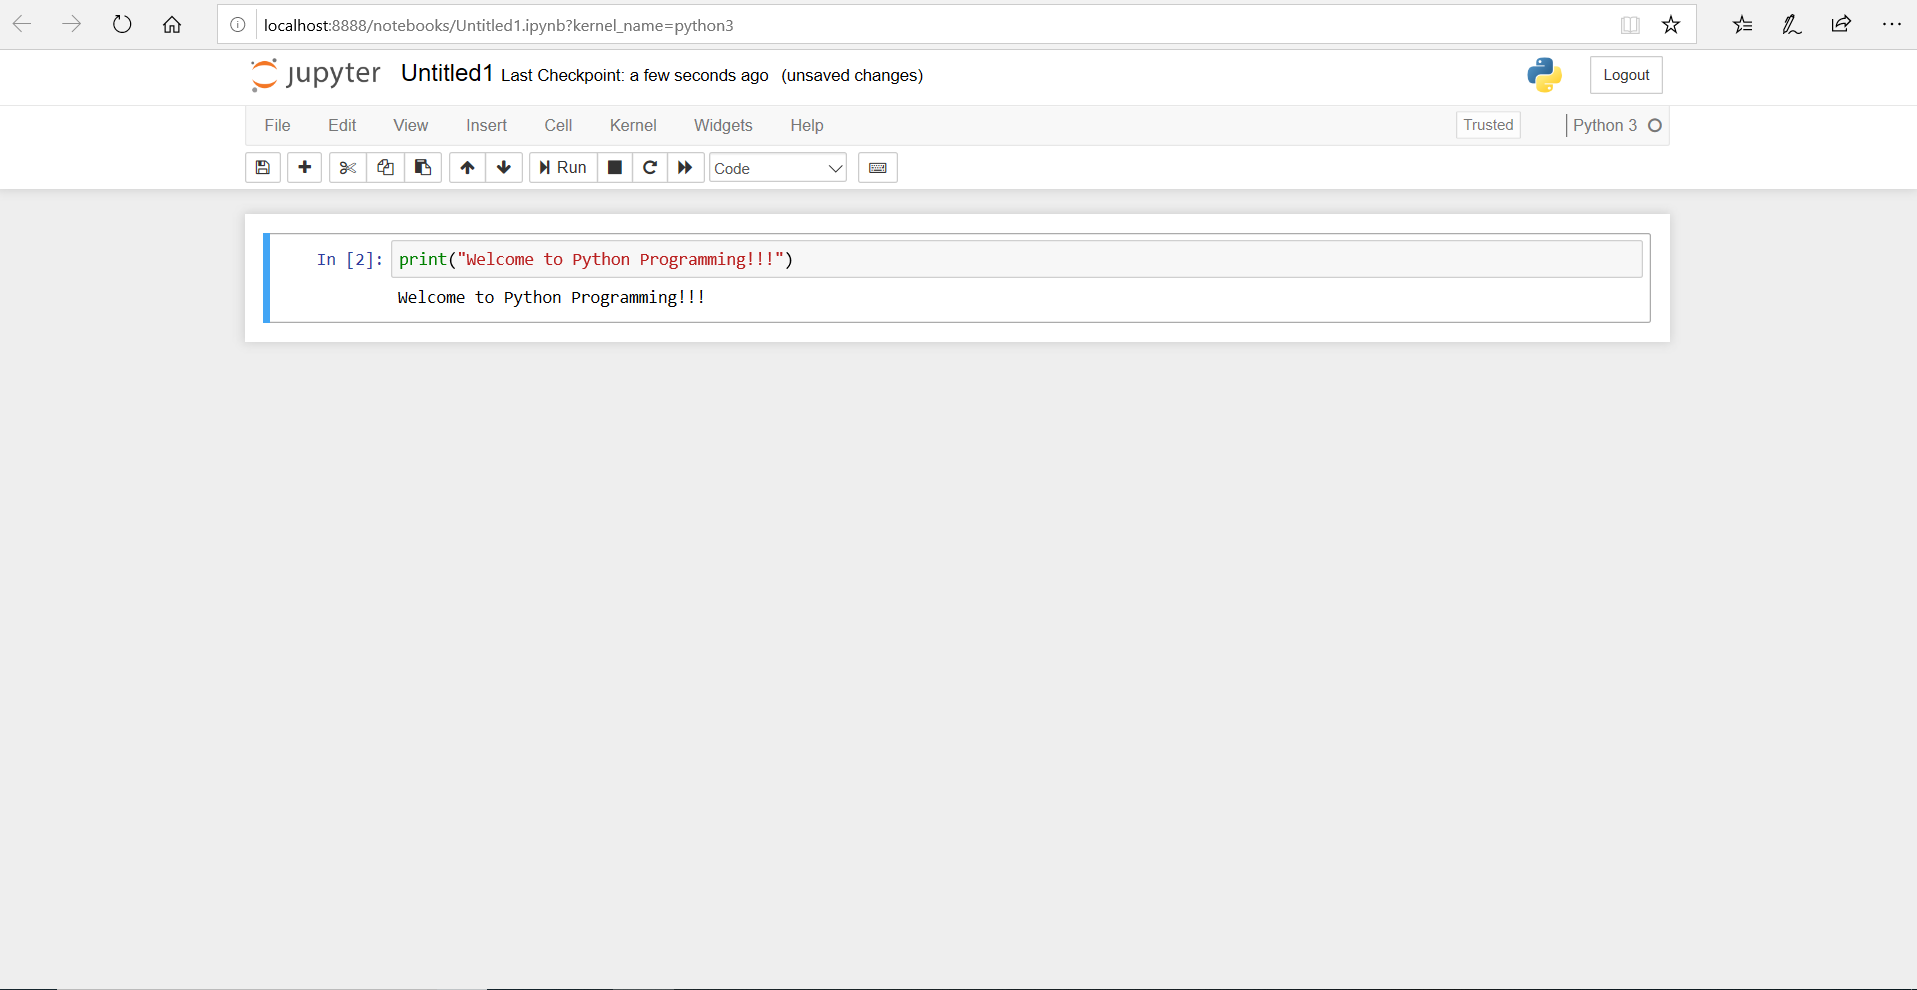 localhost:8888/notebooks/Untitled1.ipynb?kernel_name=python3
jupyter Untitled1 Last Checkpoint: a few seconds ago (unsaved changes) Logout
File Edit View Insert Cell Kernel Widgets Help Trusted Python 3
Run Code
In [2]: print("Welcome to Python Programming!!!")
Welcome to Python Programming!!!